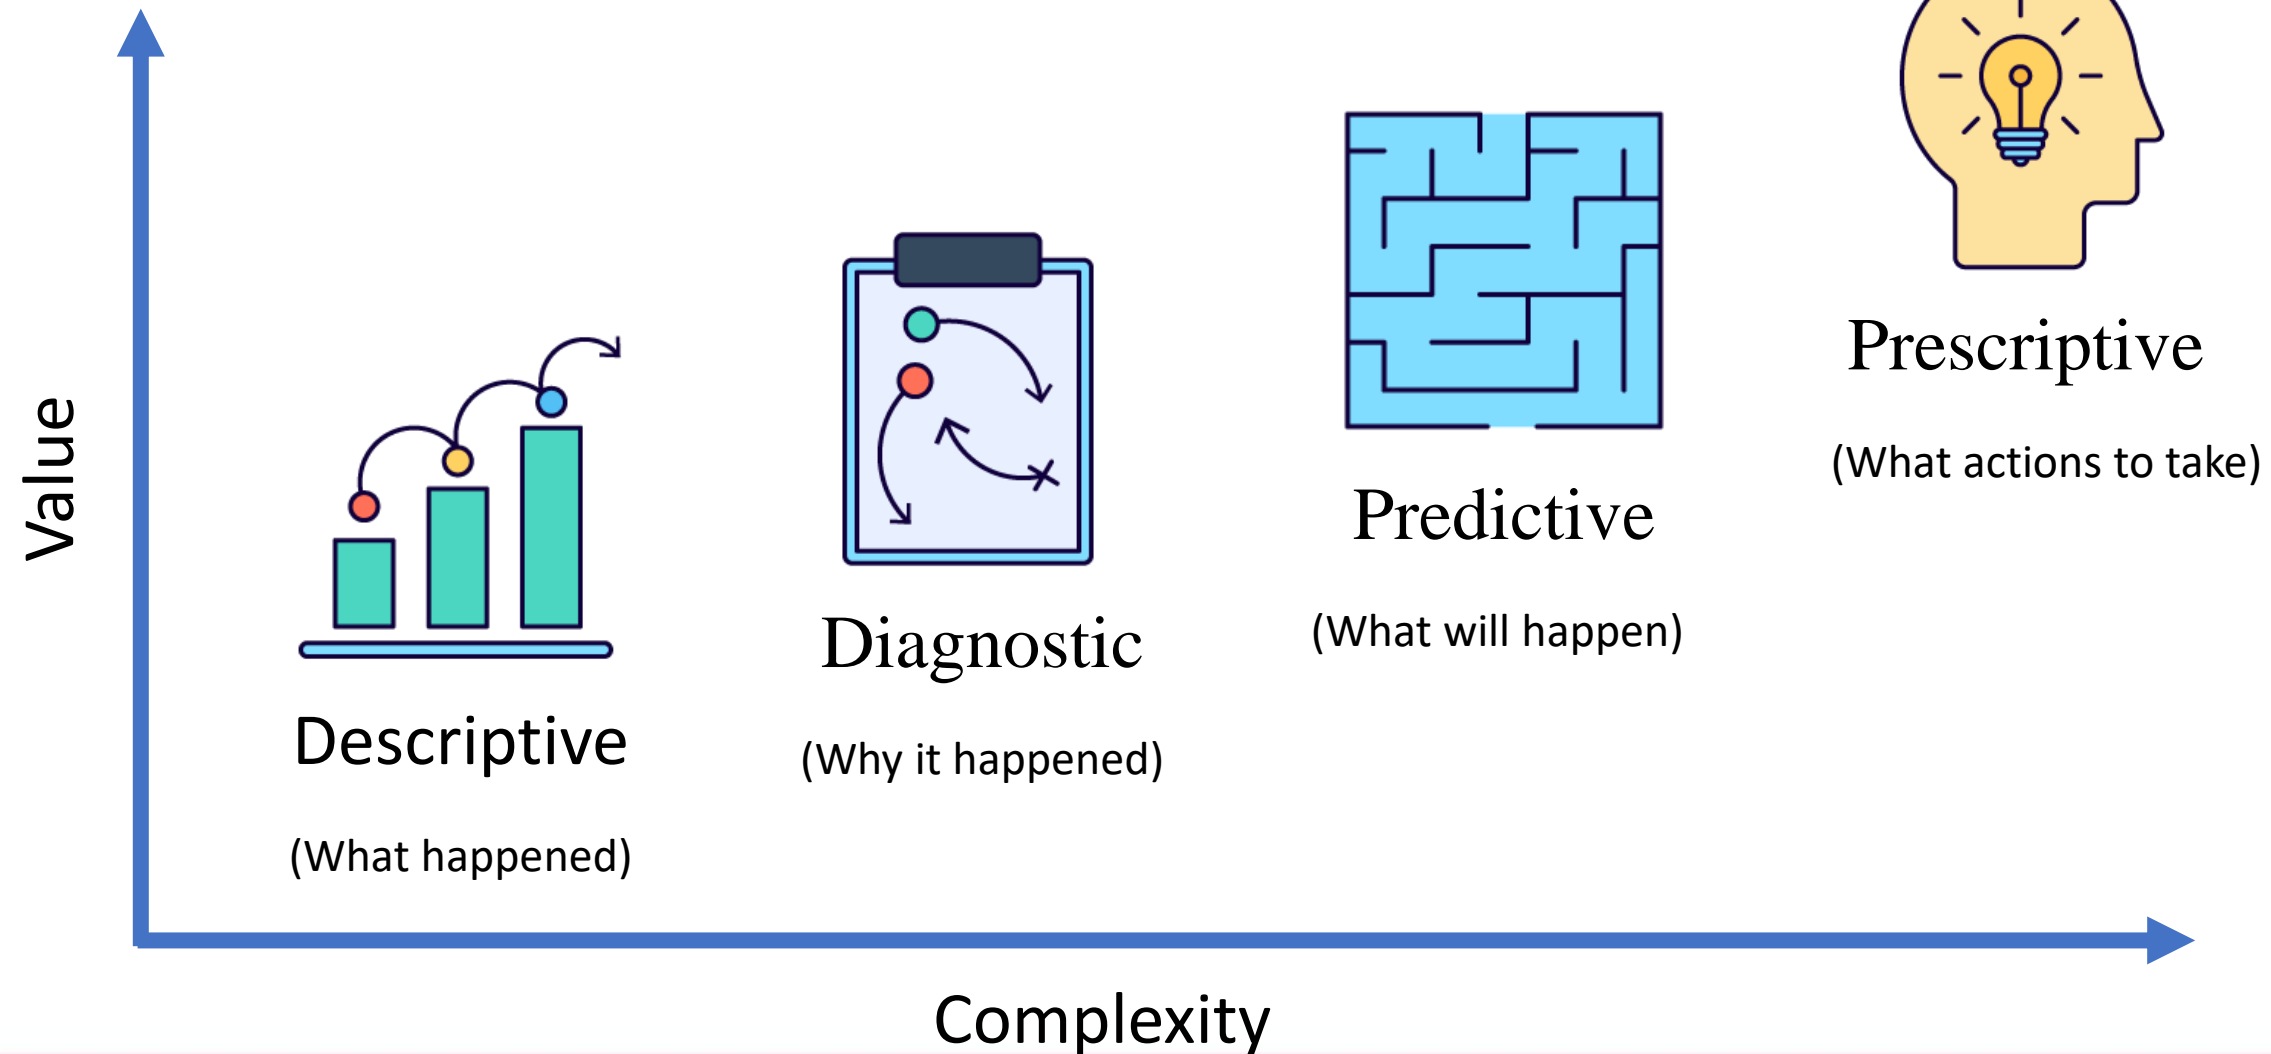 Value
Descriptive
(What happened)
Diagnostic
(Why it happened)
Predictive
(What will happen)
Prescriptive
(What actions to take)
Complexity